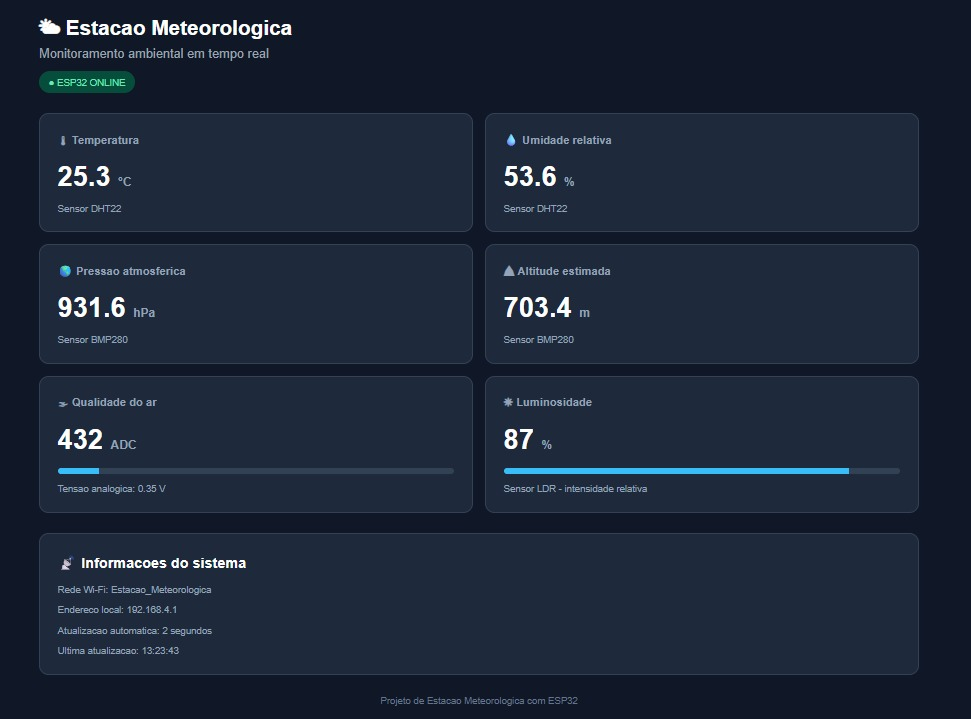 Estacao Meteorologica
Monitoramento ambiental em tempo real
● ESP32 ONLINE
Temperatura
25.3 °C
Sensor DHT22
Umidade relativa
53.6 %
Sensor DHT22
Pressao atmosferica
931.6 hPa
Sensor BMP280
Altitude estimada
703.4 m
Sensor BMP280
Qualidade do ar
432 ADC
Tensao analogica: 0.35 V
Luminosidade
87 %
Sensor LDR - intensidade relativa
Informacoes do sistema
Rede Wi-Fi: Estacao_Meteorologica
Endereco local: 192.168.4.1
Atualizacao automatica: 2 segundos
Ultima atualizacao: 13:23:43
Projeto de Estacao Meteorologica com ESP32